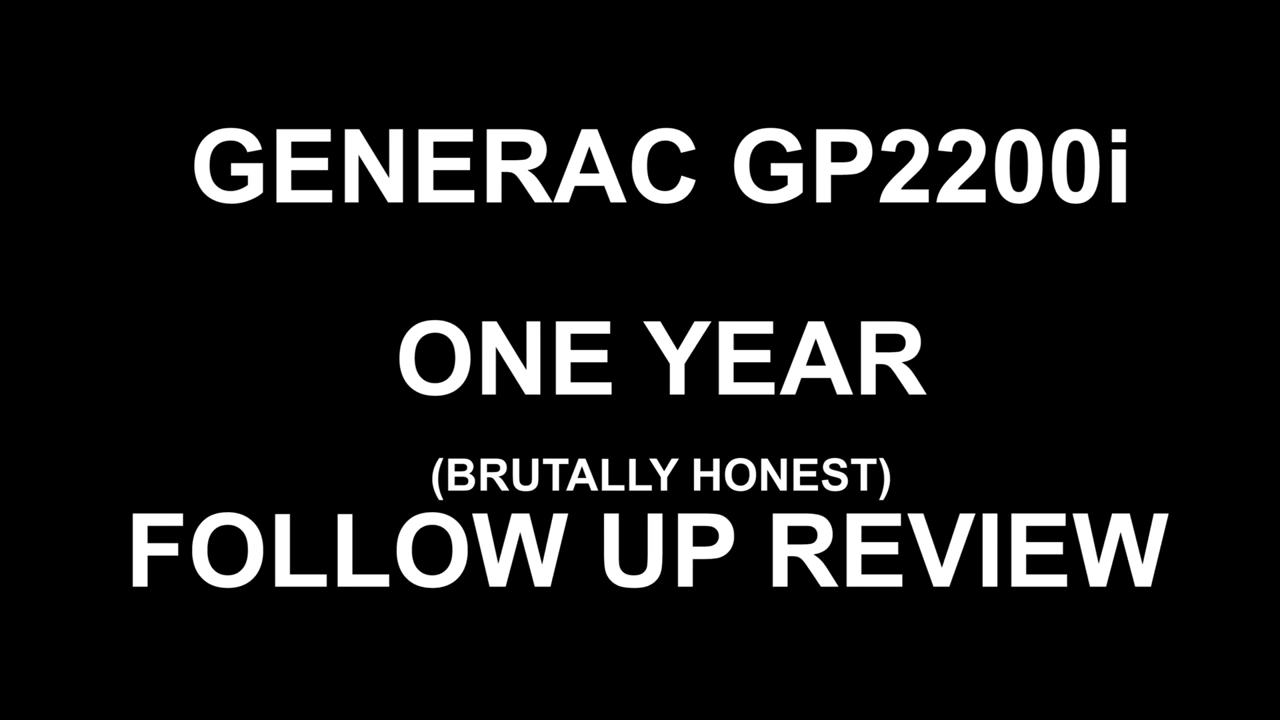 GENERAC GP2200i
ONE YEAR
(BRUTALLY HONEST)
FOLLOW UP REVIEW